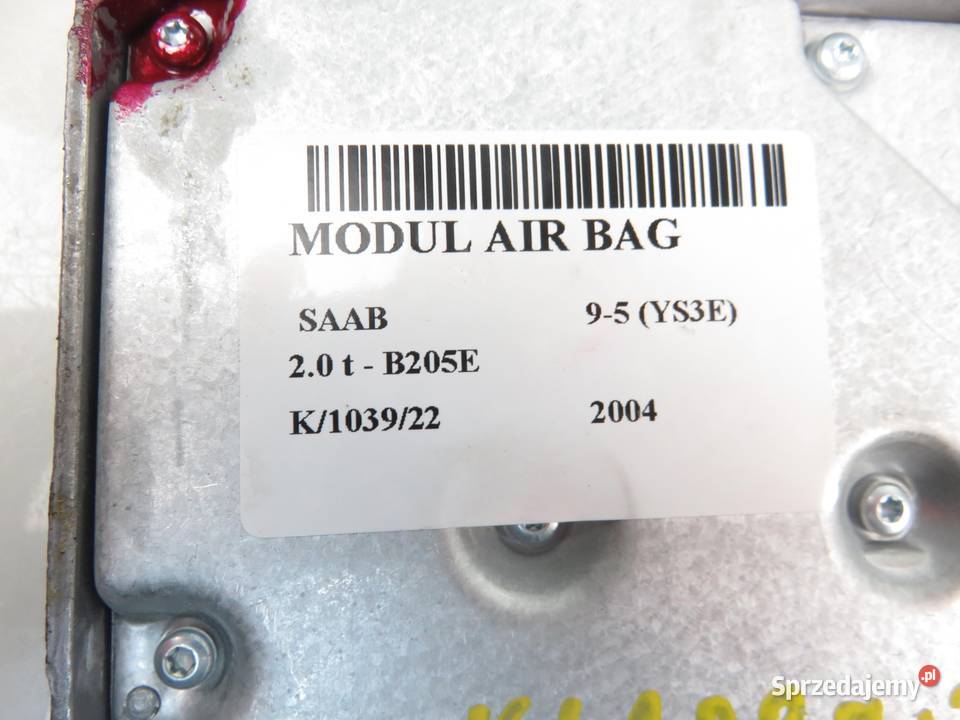 MODUL AIR BAG
SAAB 9-5 (YS3E)
2.0 t - B205E
K/1039/22 2004
Sprzedajemy.pl